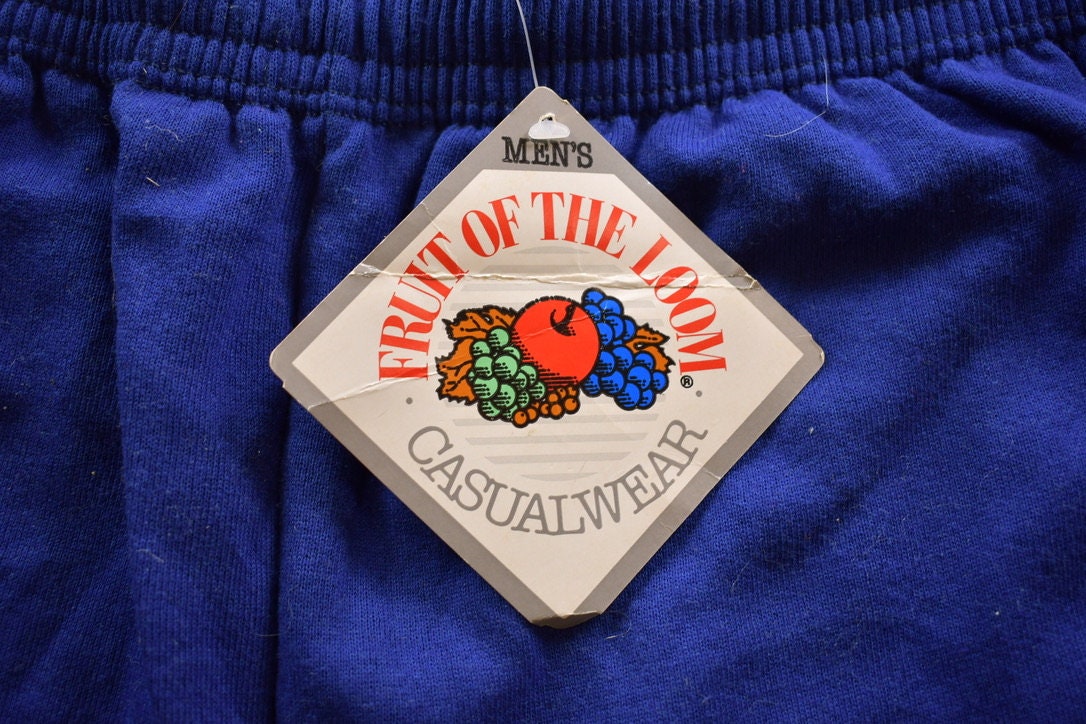 MEN'S
FRUIT OF THE LOOM
®
CASUALWEAR